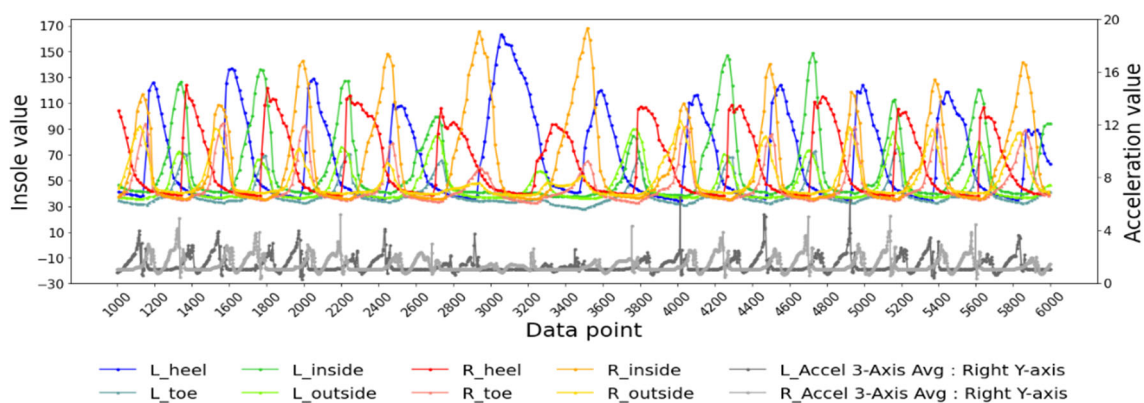 170
150
130
110
90
70
50
30
10
−10
−30
Insole value
20
16
12
8
4
0
Acceleration value
1000 1200 1400 1600 1800 2000 2200 2400 2600 2800 3000 3200 3400 3600 3800 4000 4200 4400 4600 4800 5000 5200 5400 5600 5800 6000
Data point
L_heel L_inside R_heel R_inside L_Accel 3-Axis Avg : Right Y-axis
L_toe L_outside R_toe R_outside R_Accel 3-Axis Avg : Right Y-axis